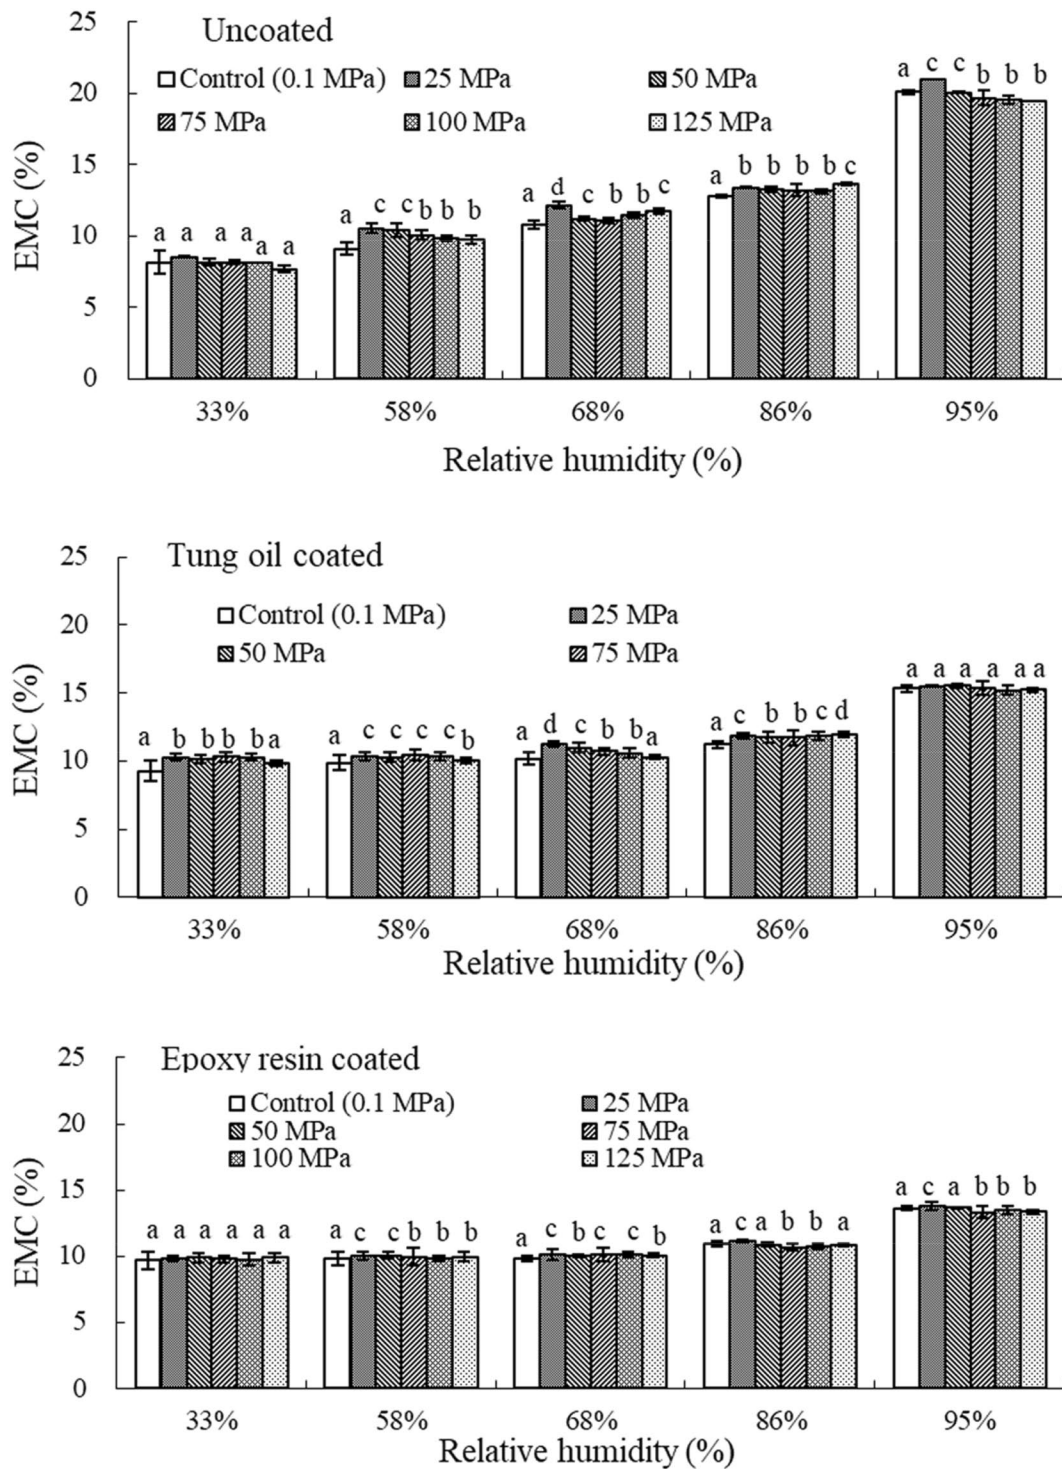 Uncoated
Control (0.1 MPa) 25 MPa 50 MPa
75 MPa 100 MPa 125 MPa
EMC (%)
25
20
15
10
5
0
a a a a a a
a c c b b b
a d c b b c
a b b b b c
a c c b b b
33% 58% 68% 86% 95%
Relative humidity (%)
Tung oil coated
Control (0.1 MPa) 25 MPa
50 MPa 75 MPa
EMC (%)
25
20
15
10
5
0
a b b b b a
a c c c c b
a d c b b a
a c b b c d
a a a a a a
33% 58% 68% 86% 95%
Relative humidity (%)
Epoxy resin coated
Control (0.1 MPa) 25 MPa
50 MPa 75 MPa
100 MPa 125 MPa
EMC (%)
25
20
15
10
5
0
a a a a a a
a c c b b b
a c b c c b
a c a b b a
a c a b b b
33% 58% 68% 86% 95%
Relative humidity (%)